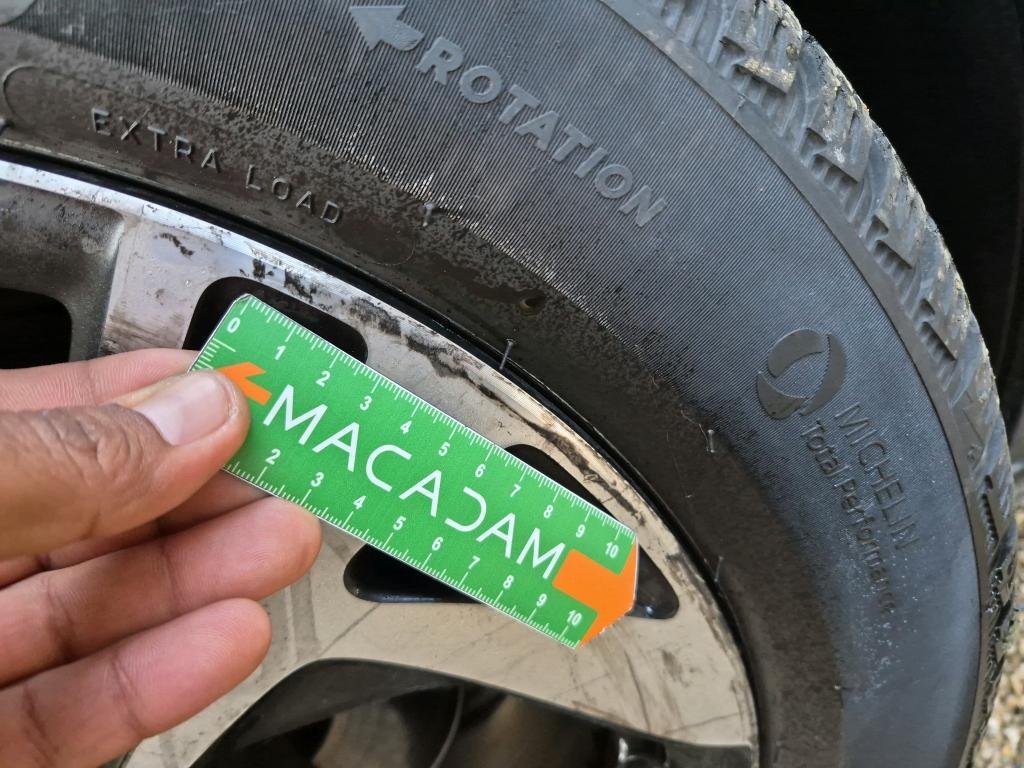 ROTATION
EXTRA LOAD
MICHELIN
Total Performance
0 1 2 3 4 5 6 7 8 9 10
MACADAM
2 3 4 5 6 7 8 9 10